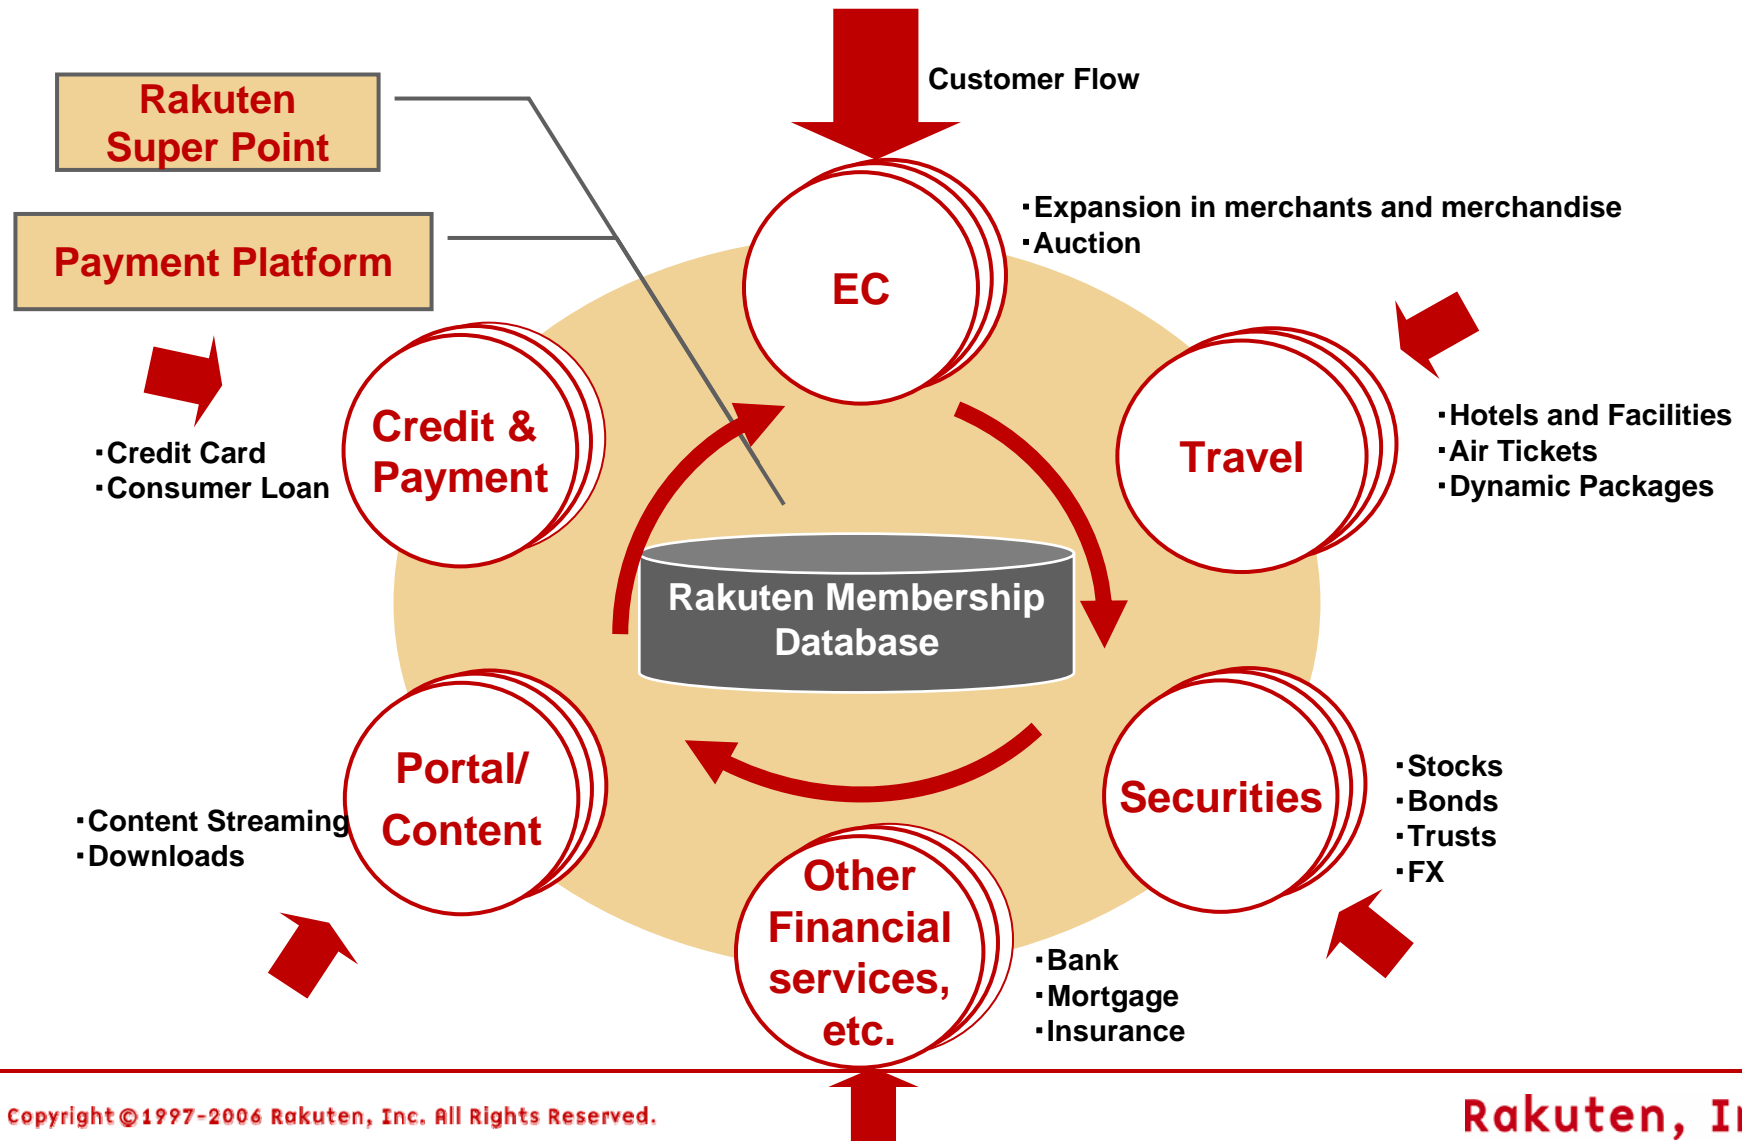 Customer Flow
Rakuten
Super Point
Payment Platform
EC
・Expansion in merchants and merchandise
・Auction
Credit &
Payment
・Credit Card
・Consumer Loan
Travel
・Hotels and Facilities
・Air Tickets
・Dynamic Packages
Rakuten Membership
Database
Portal/
Content
・Content Streaming
・Downloads
Securities
・Stocks
・Bonds
・Trusts
・FX
Other
Financial
services,
etc.
・Bank
・Mortgage
・Insurance
Copyright©1997-2006 Rakuten, Inc. All Rights Reserved.
Rakuten,